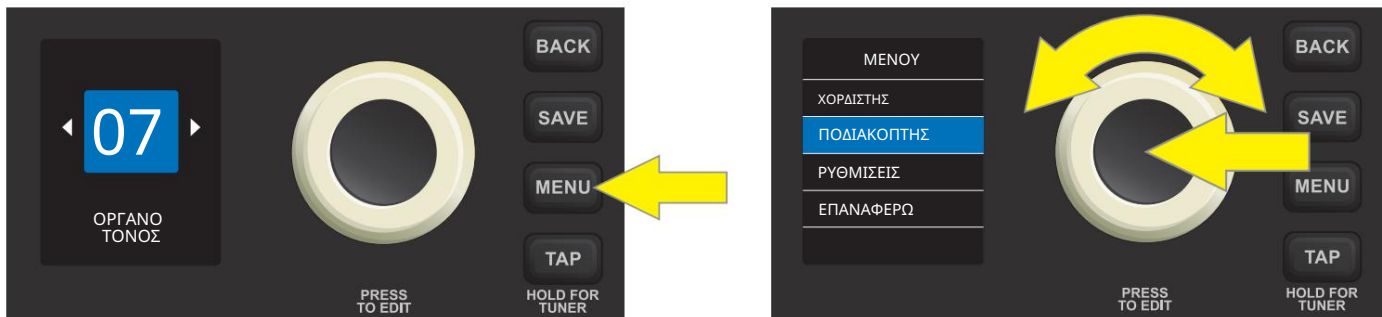 07
ΟΡΓΑΝΟ
ΤΟΝΟΣ
BACK
SAVE
MENU
TAP
PRESS
TO EDIT
HOLD FOR
TUNER
ΜΕΝΟΥ
ΧΟΡΔΙΣΤΗΣ
ΠΟΔΙΑΚΟΠΤΗΣ
ΡΥΘΜΙΣΕΙΣ
ΕΠΑΝΑΦΕΡΩ
BACK
SAVE
MENU
TAP
PRESS
TO EDIT
HOLD FOR
TUNER